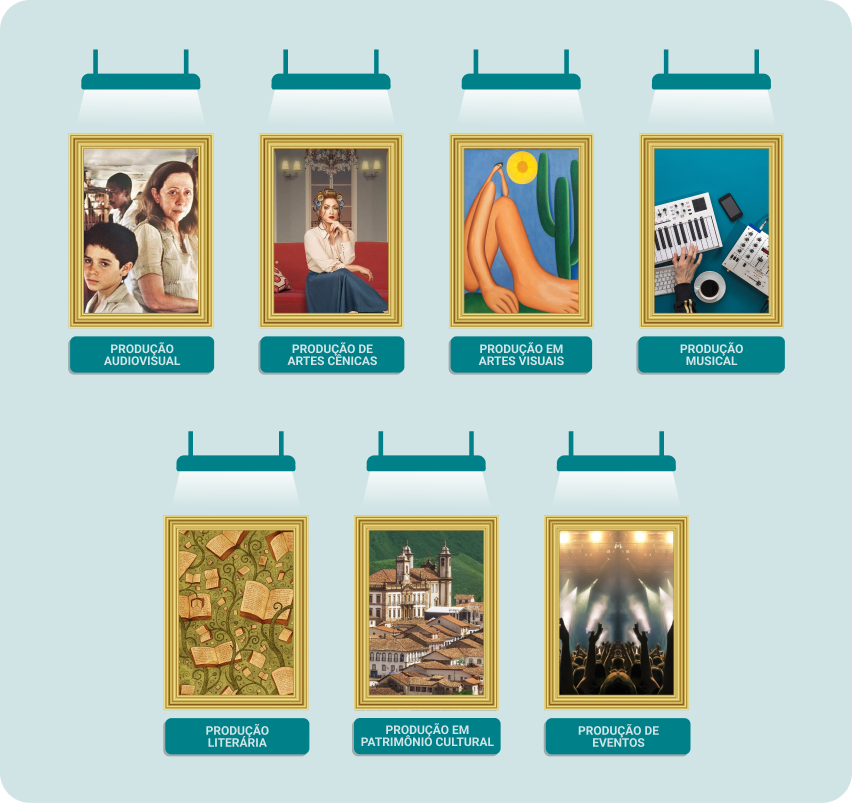 PRODUÇÃO
AUDIOVISUAL
PRODUÇÃO DE
ARTES CÊNICAS
PRODUÇÃO EM
ARTES VISUAIS
PRODUÇÃO
MUSICAL
PRODUÇÃO
LITERÁRIA
PRODUÇÃO EM
PATRIMÔNIO CULTURAL
PRODUÇÃO DE
EVENTOS